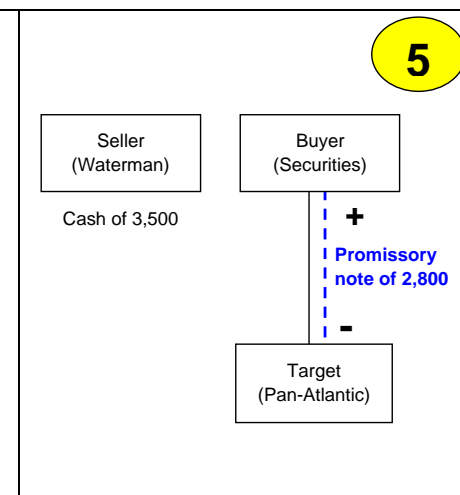 5
Seller
(Waterman)
Buyer
(Securities)
Cash of 3,500
+
Promissory
note of 2,800
-
Target
(Pan-Atlantic)